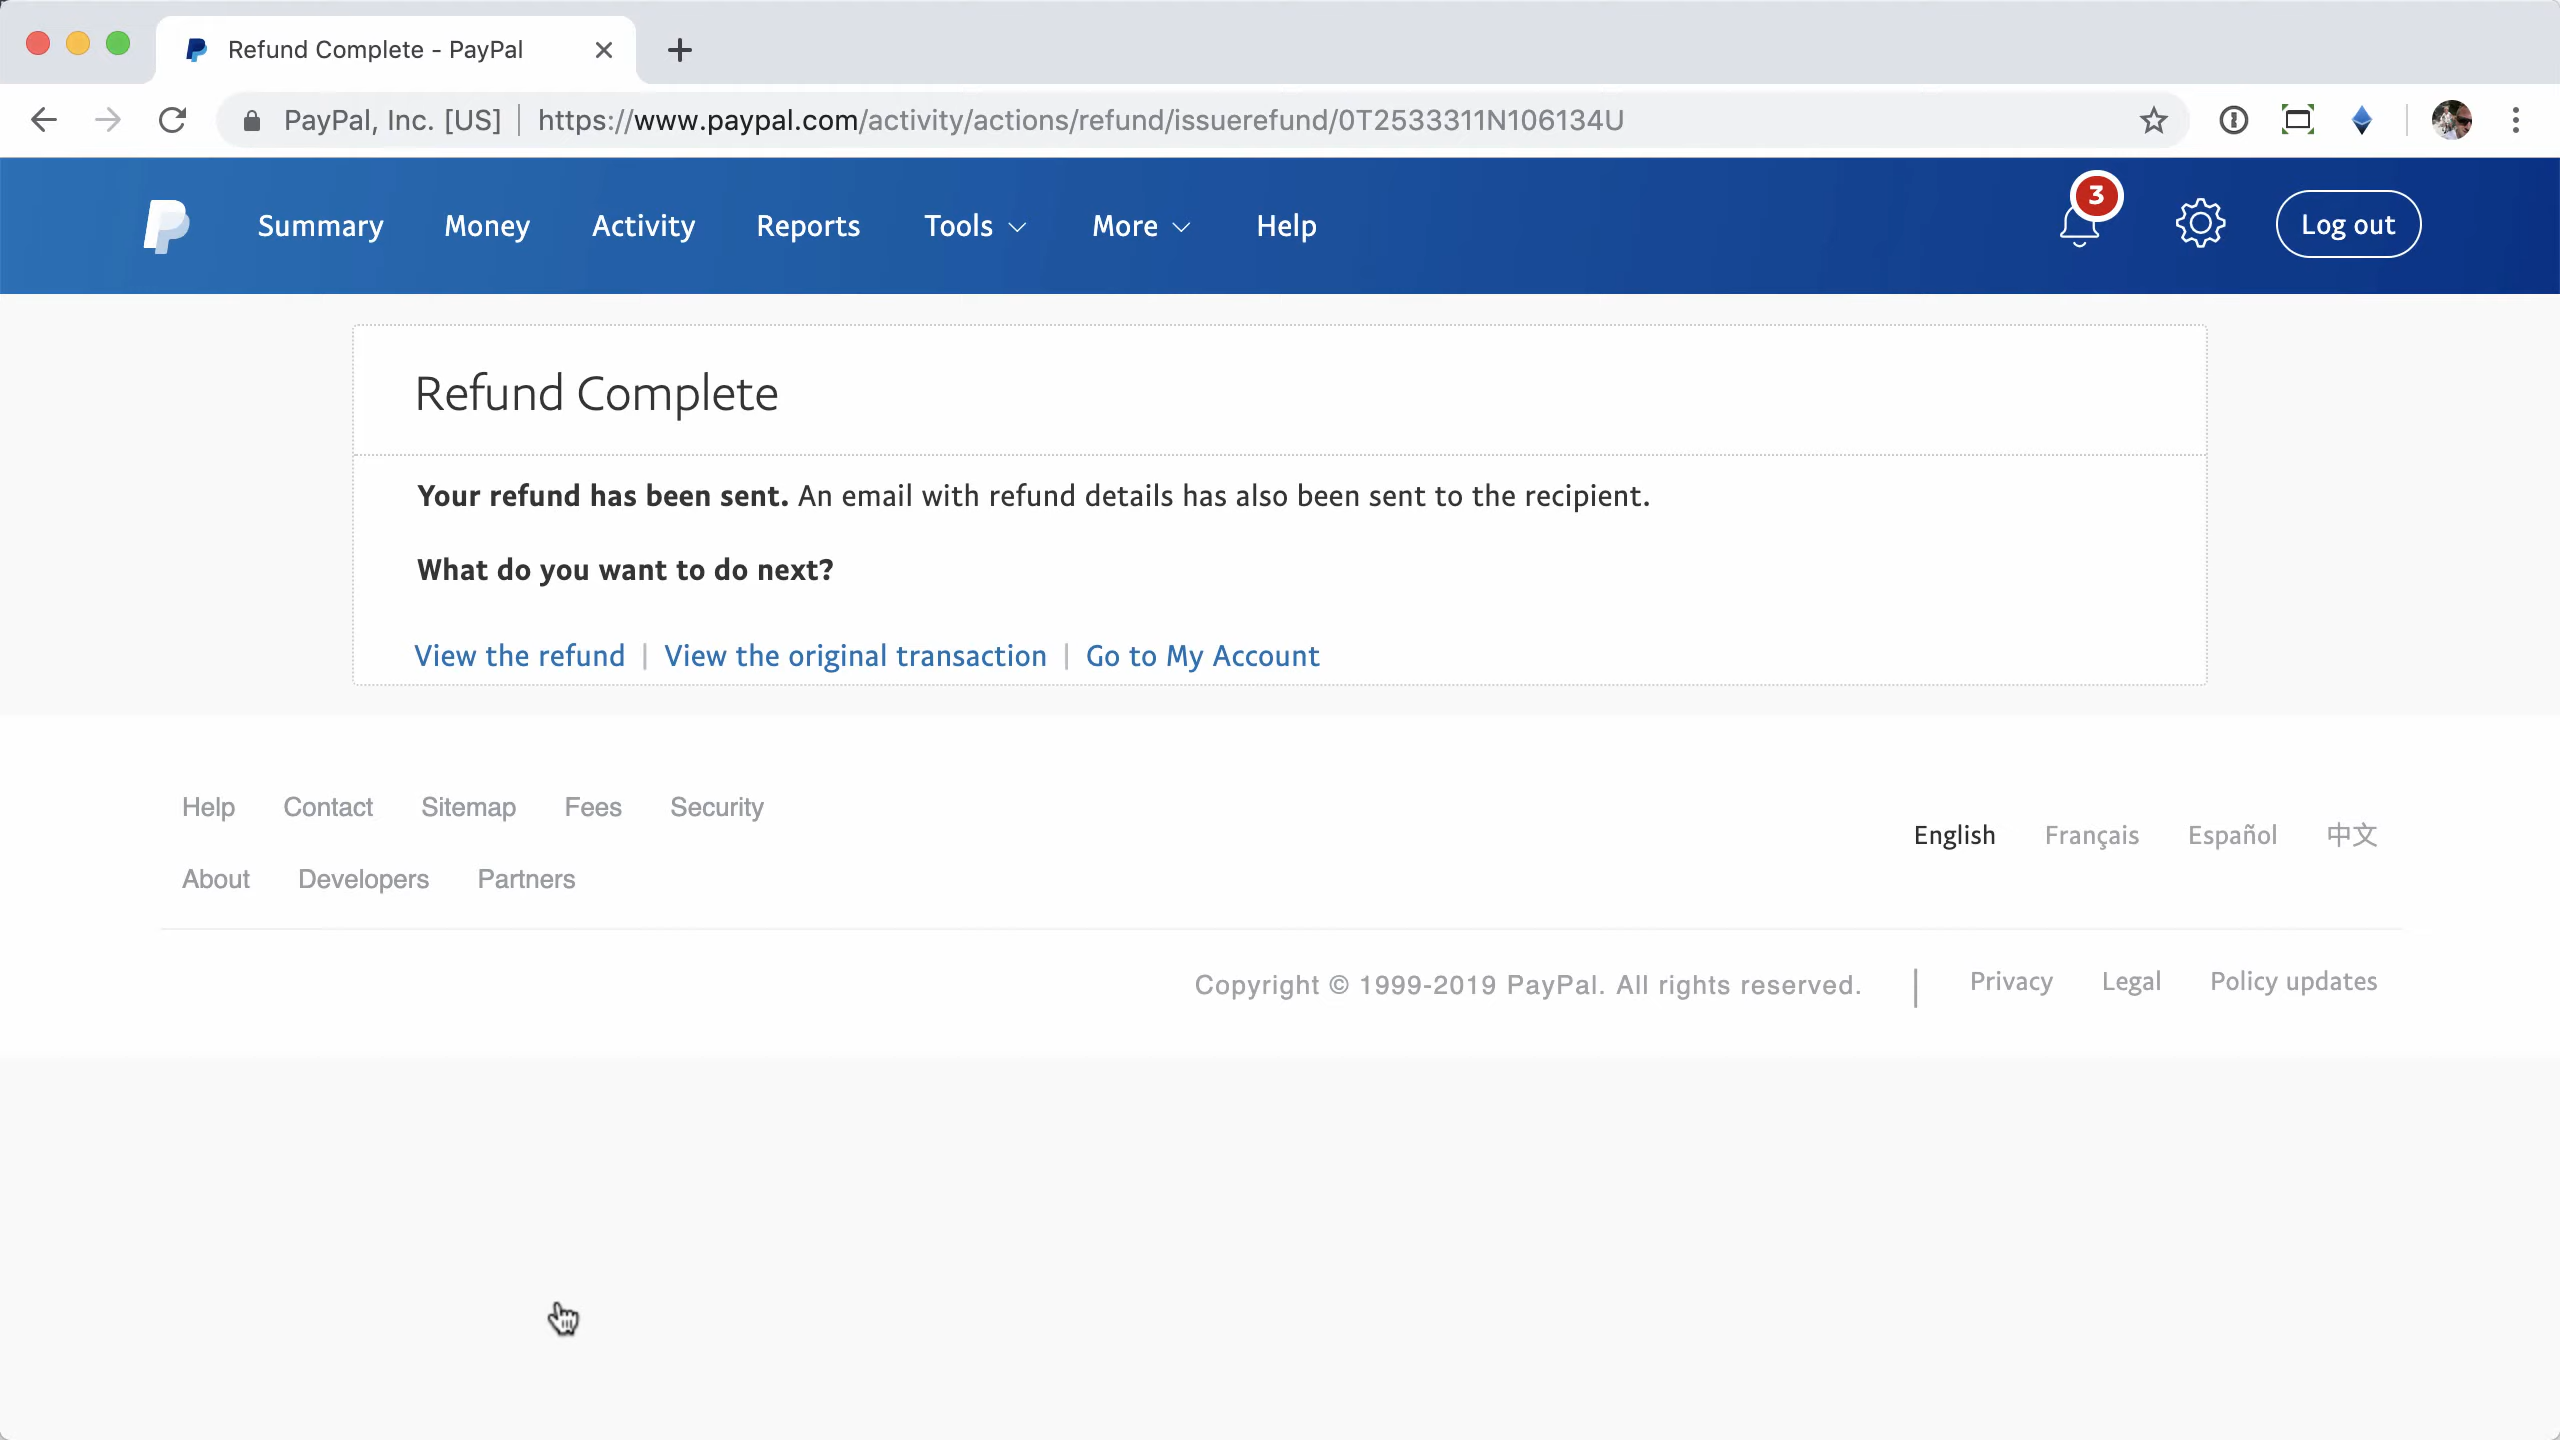 Refund Complete - PayPal
PayPal, Inc. [US] https://www.paypal.com/activity/actions/refund/issuerefund/0T2533311N106134U
Summary Money Activity Reports Tools More Help 3 Log out
Refund Complete
Your refund has been sent. An email with refund details has also been sent to the recipient.
What do you want to do next?
View the refund | View the original transaction | Go to My Account
Help Contact Sitemap Fees Security
English Français Español 中文
About Developers Partners
Copyright © 1999-2019 PayPal. All rights reserved. | Privacy Legal Policy updates